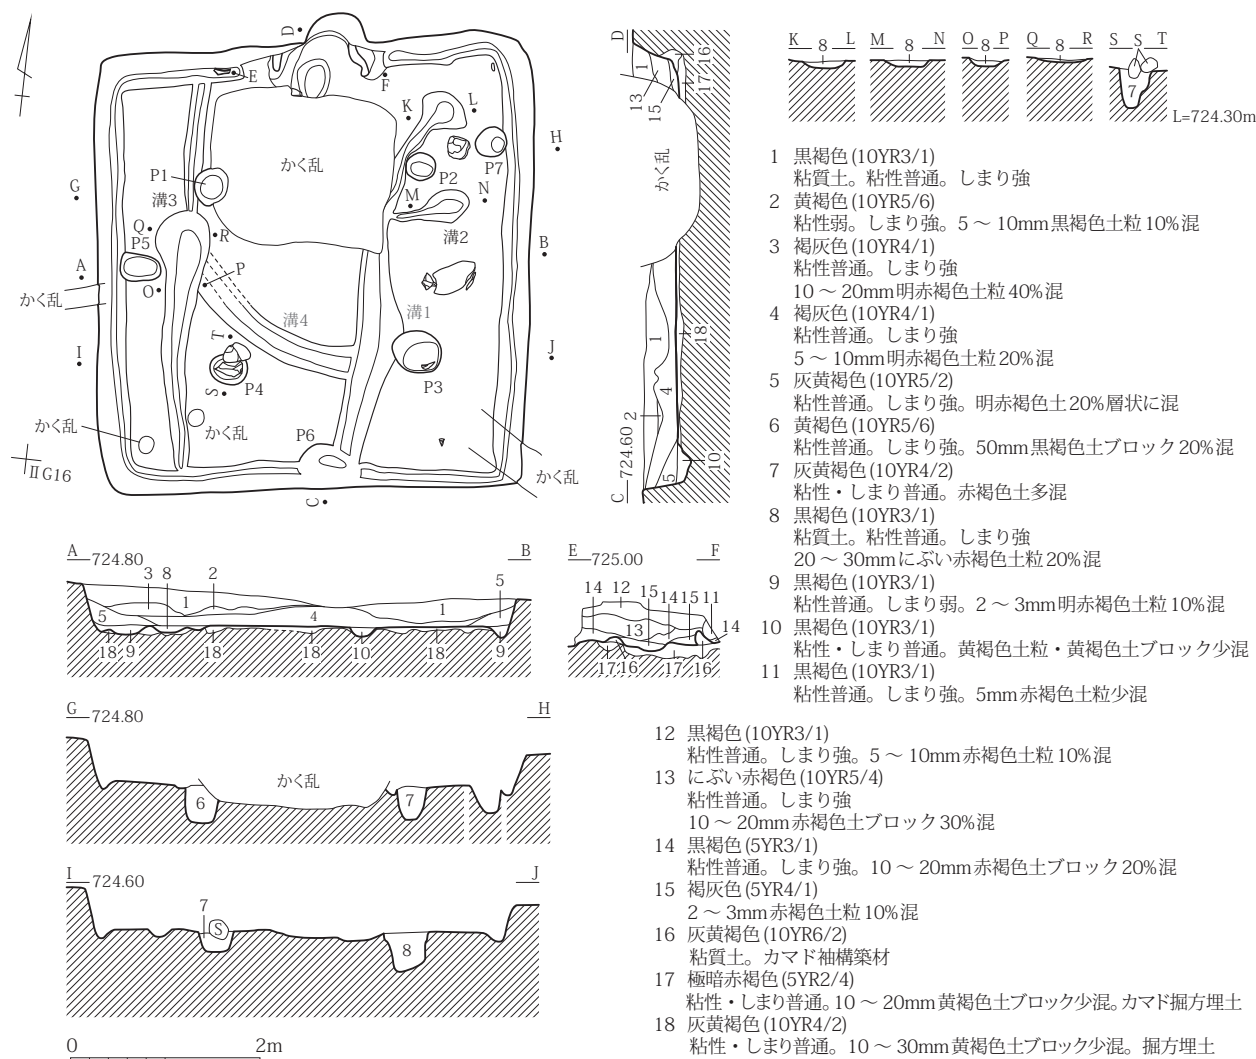 D
E
F
K
L
H
かく乱
P1
P2
P7
G
溝3
M
N
Q
R
溝2
B
P5
A
P
O
かく乱
溝1
溝4
T
I
J
P3
S
P4
かく乱
かく乱
P6
かく乱
ⅡG16
C
D
1
16
17
13
15
かく乱
1
18
4
2
724.60
10
5
C
K 8 L M 8 N O 8 P Q 8 R S S T
7
L=724.30m
A 724.80 B
3 8 2 5
1 1
5 4
18 9 18 18 10 18 9
E 725.00 F
14 12 15 14 15 11
13 14
17 16 17 16
G 724.80 H
かく乱
6 7
I 724.60 J
7
S
8
0 2m
1 黒褐色(10YR3/1)
粘質土。粘性普通。しまり強
2 黄褐色(10YR5/6)
粘性弱。しまり強。5～10mm黒褐色土粒10%混
3 褐灰色(10YR4/1)
粘性普通。しまり強
10～20mm明赤褐色土粒40%混
4 褐灰色(10YR4/1)
粘性普通。しまり強
5～10mm明赤褐色土粒20%混
5 灰黄褐色(10YR5/2)
粘性普通。しまり強。明赤褐色土20%層状に混
6 黄褐色(10YR5/6)
粘性普通。しまり強。50mm黒褐色土ブロック20%混
7 灰黄褐色(10YR4/2)
粘性・しまり普通。赤褐色土多混
8 黒褐色(10YR3/1)
粘質土。粘性普通。しまり強
20～30mmにぶい赤褐色土粒20%混
9 黒褐色(10YR3/1)
粘性普通。しまり弱。2～3mm明赤褐色土粒10%混
10 黒褐色(10YR3/1)
粘性・しまり普通。黄褐色土粒・黄褐色土ブロック少混
11 黒褐色(10YR3/1)
粘性普通。しまり強。5mm赤褐色土粒少混
12 黒褐色(10YR3/1)
粘性普通。しまり強。5～10mm赤褐色土粒10%混
13 にぶい赤褐色(10YR5/4)
粘性普通。しまり強
10～20mm赤褐色土ブロック30%混
14 黒褐色(5YR3/1)
粘性普通。しまり強。10～20mm赤褐色土ブロック20%混
15 褐灰色(5YR4/1)
2～3mm赤褐色土粒10%混
16 灰黄褐色(10YR6/2)
粘質土。カマド袖構築材
17 極暗赤褐色(5YR2/4)
粘性・しまり普通。10～20mm黄褐色土ブロック少混。カマド掘方埋土
18 灰黄褐色(10YR4/2)
粘性・しまり普通。10～30mm黄褐色土ブロック少混。掘方埋土